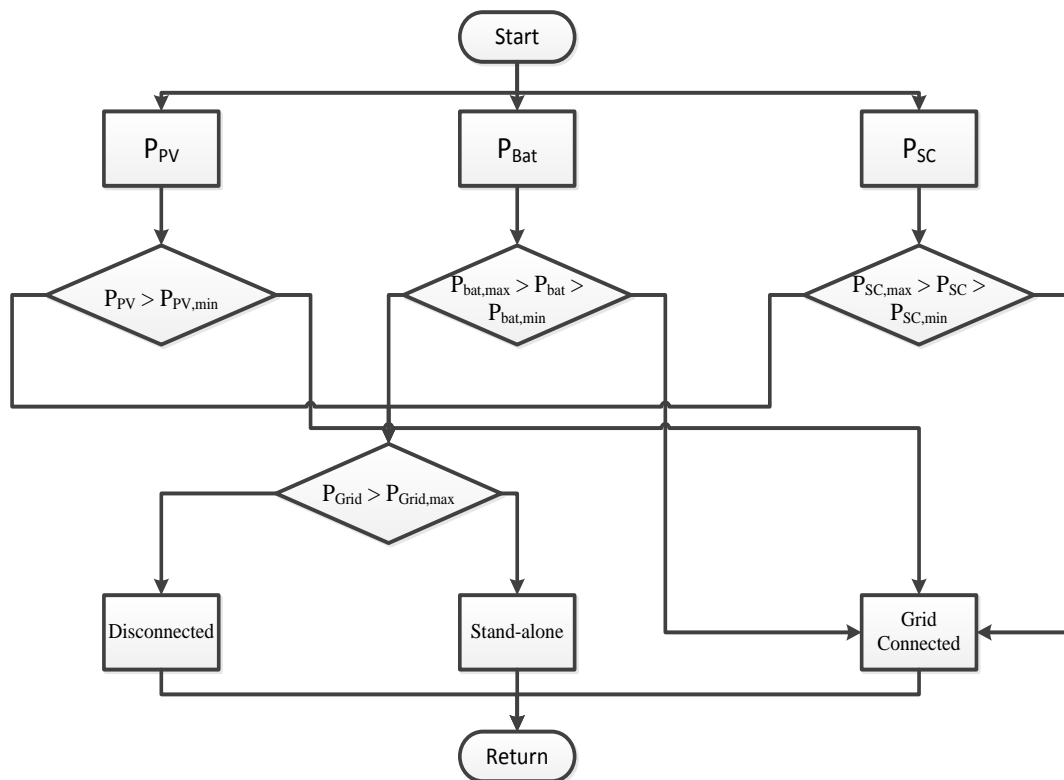 Start
P_PV
P_Bat
P_SC
P_PV > P_PV,min
P_bat,max > P_bat >
P_bat,min
P_SC,max > P_SC >
P_SC,min
P_Grid > P_Grid,max
Disconnected
Stand-alone
Grid
Connected
Return